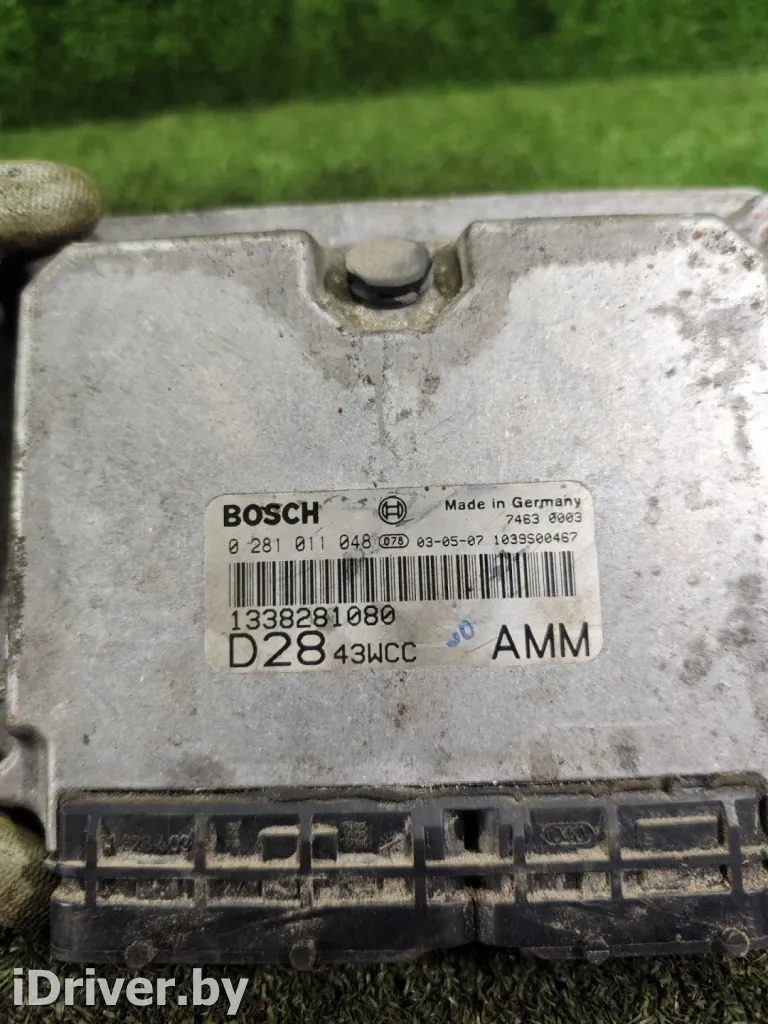 BOSCH Made in Germany
7463 0003
0 281 011 048 078 03-05-07 1039S00467
1338281080
D28 43WCC AMM
iDriver.by